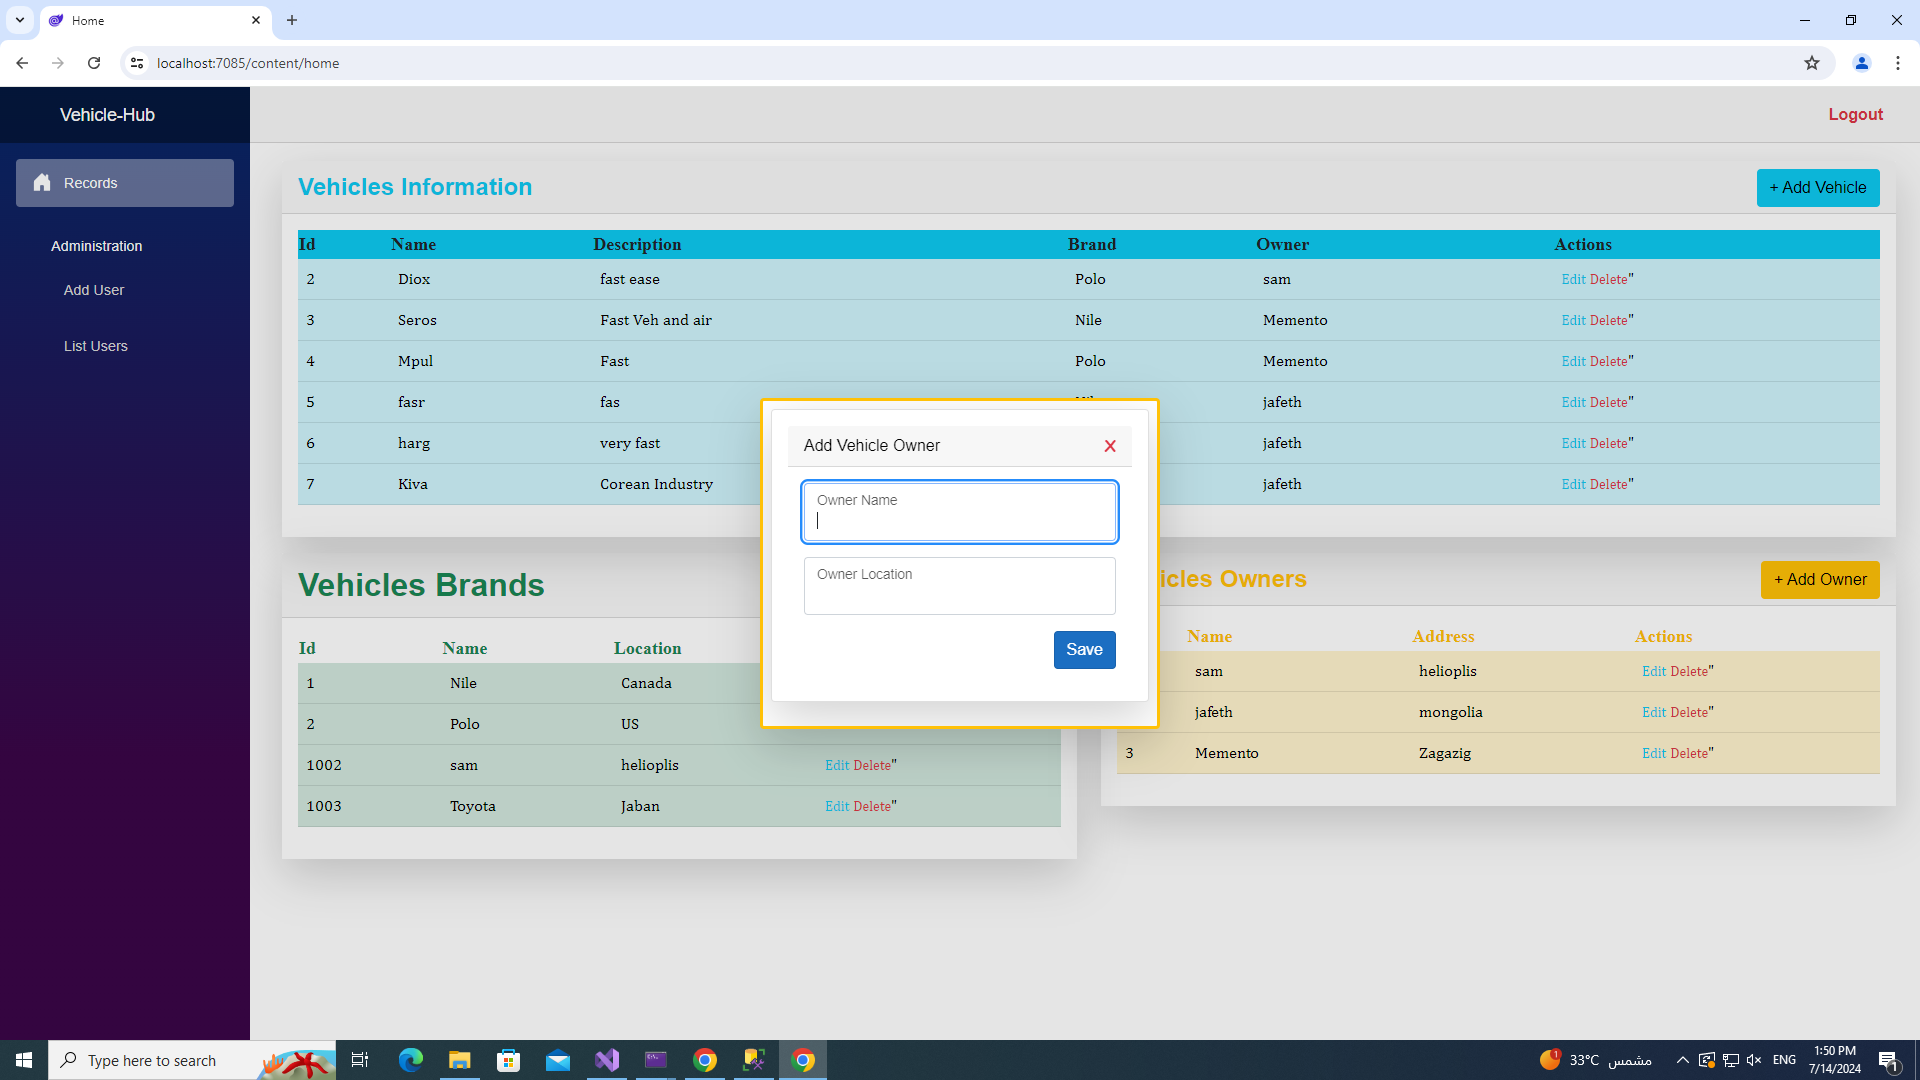 Home
localhost:7085/content/home
Vehicle-Hub
Logout
Records
Administration
Add User
List Users
Vehicles Information
+ Add Vehicle
Id Name Description Brand Owner Actions
2 Diox fast ease Polo sam Edit Delete"
3 Seros Fast Veh and air Nile Memento Edit Delete"
4 Mpul Fast Polo Memento Edit Delete"
5 fasr fas jafeth Edit Delete"
6 harg very fast jafeth Edit Delete"
7 Kiva Corean Industry jafeth Edit Delete"
Add Vehicle Owner X
Owner Name
Owner Location
Save
Vehicles Brands
Id Name Location
1 Nile Canada
2 Polo US
1002 sam helioplis Edit Delete"
1003 Toyota Jaban Edit Delete"
icles Owners
+ Add Owner
Name Address Actions
sam helioplis Edit Delete"
jafeth mongolia Edit Delete"
3 Memento Zagazig Edit Delete"
Type here to search
1
33°C مشمس
ENG
1:50 PM
7/14/2024
1